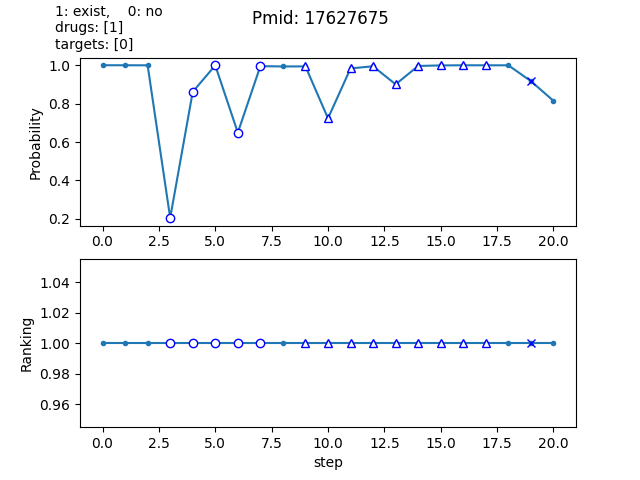 1: exist,    0: no
drugs: [1]
targets: [0]
Pmid: 17627675
1.0
0.8
0.6
0.4
0.2
Probability
0.0 2.5 5.0 7.5 10.0 12.5 15.0 17.5 20.0
1.04
1.02
1.00
0.98
0.96
Ranking
0.0 2.5 5.0 7.5 10.0 12.5 15.0 17.5 20.0
step